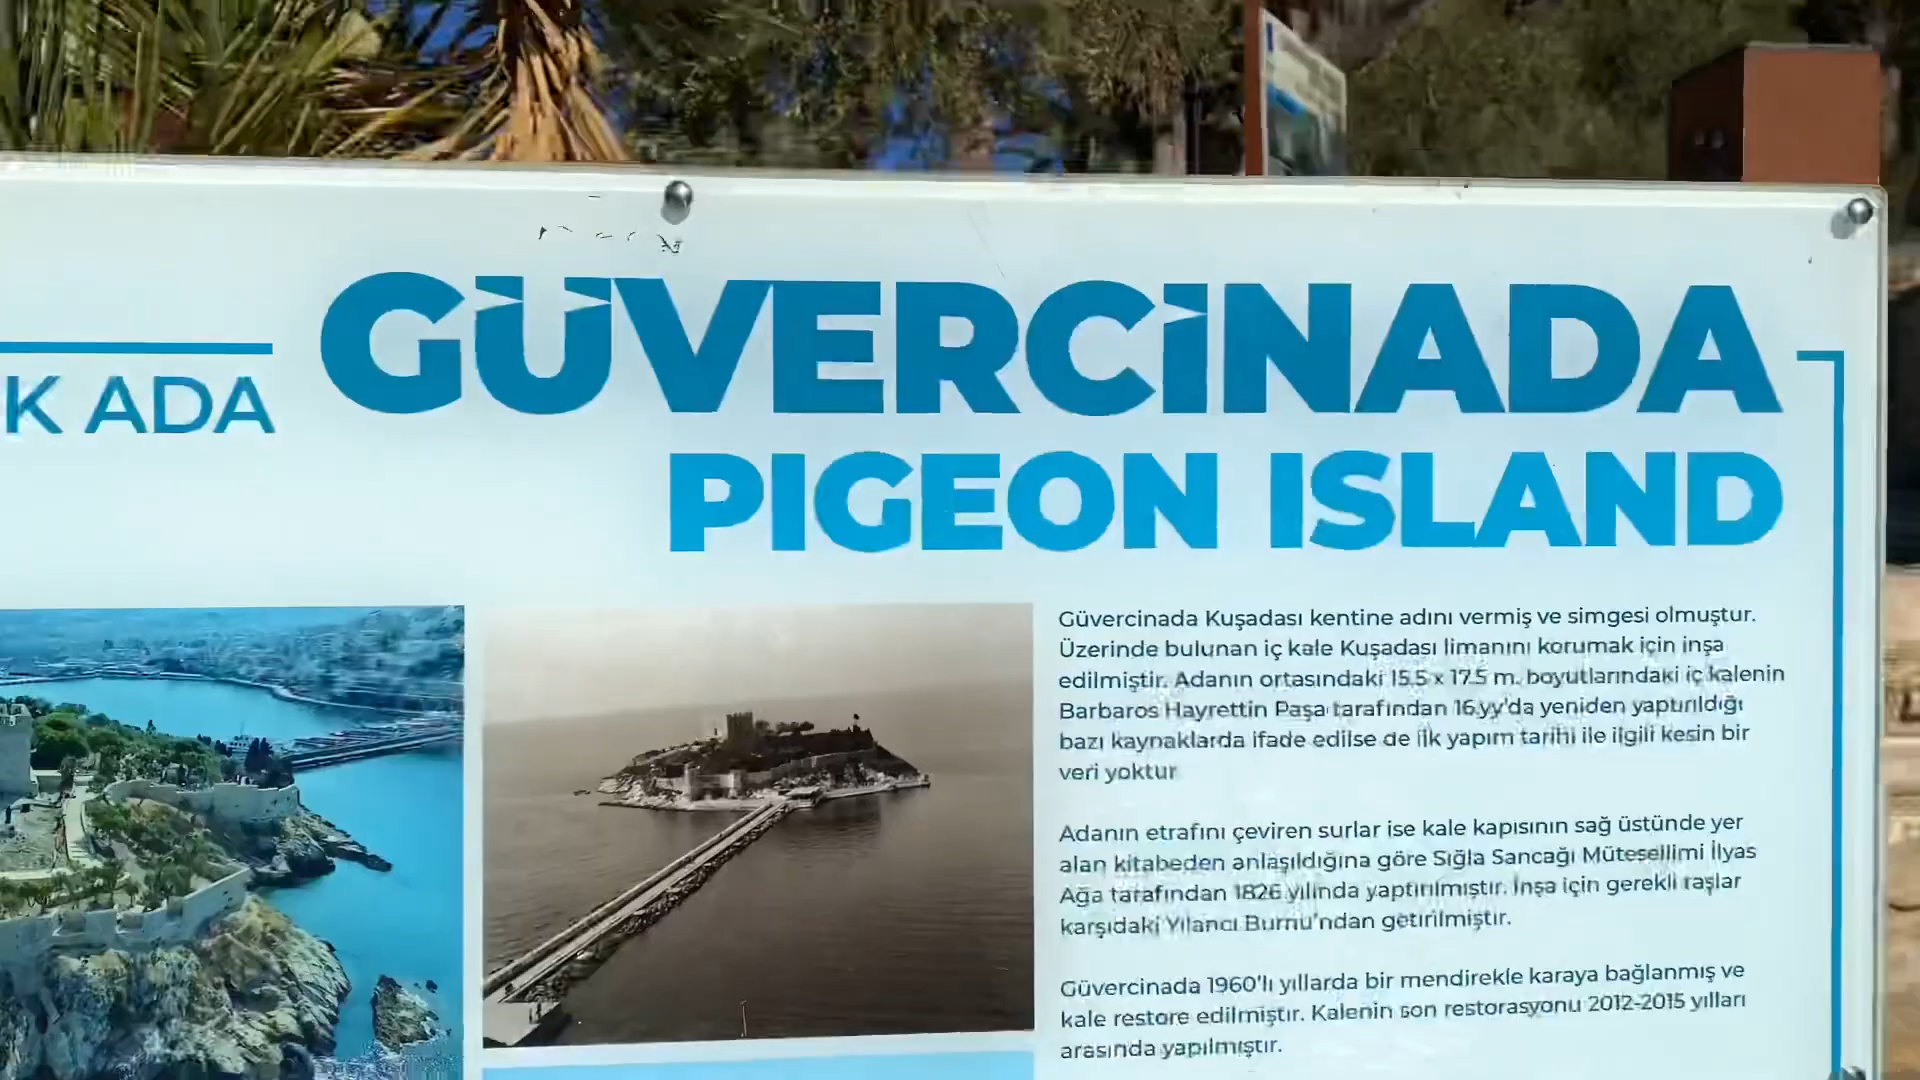 K ADA
GÜVERCİNADA
PIGEON ISLAND
Güvercinada Kuşadası kentine adını vermiş ve simgesi olmuştur.
Üzerinde bulunan iç kale Kuşadası limanını korumak için inşa
edilmiştir. Adanın ortasındaki 15.5 x 17.5 m. boyutlarındaki iç kalenin
Barbaros Hayrettin Paşa tarafından 16.yy'da yeniden yaptırıldığı
bazı kaynaklarda ifade edilse de ilk yapım tarihi ile ilgili kesin bir
veri yoktur
Adanın etrafını çeviren surlar ise kale kapısının sağ üstünde yer
alan kitabeden anlaşıldığına göre Sığla Sancağı Mütesellimi İlyas
Ağa tarafından 1826 yılında yaptırılmıştır. İnşa için gerekli taşlar
karşıdaki Yılancı Burnu'ndan getirilmiştir.
Güvercinada 1960'lı yıllarda bir mendirekle karaya bağlanmış ve
kale restore edilmiştir. Kalenin son restorasyonu 2012-2015 yılları
arasında yapılmıştır.